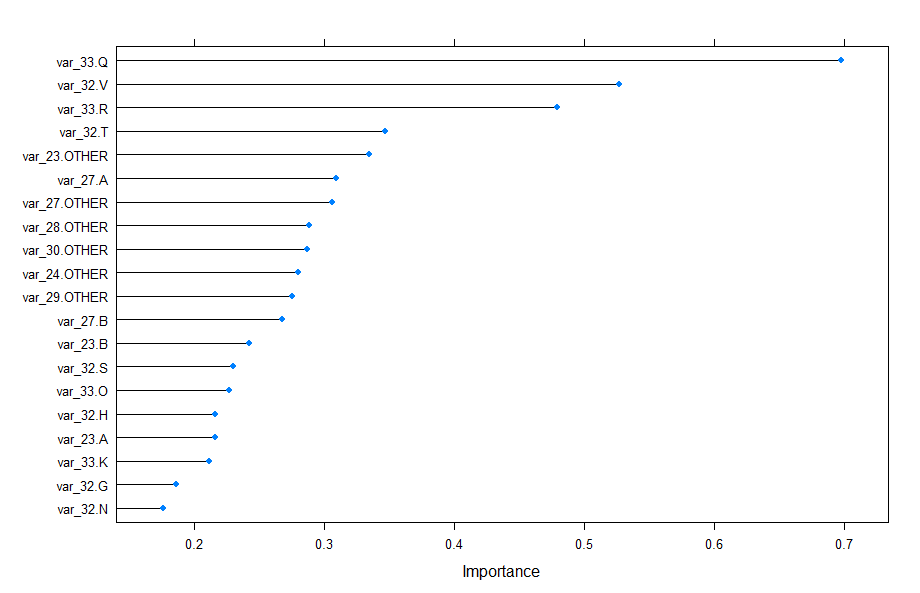 var_33.Q
var_32.V
var_33.R
var_32.T
var_23.OTHER
var_27.A
var_27.OTHER
var_28.OTHER
var_30.OTHER
var_24.OTHER
var_29.OTHER
var_27.B
var_23.B
var_32.S
var_33.O
var_32.H
var_23.A
var_33.K
var_32.G
var_32.N
0.2 0.3 0.4 0.5 0.6 0.7
Importance